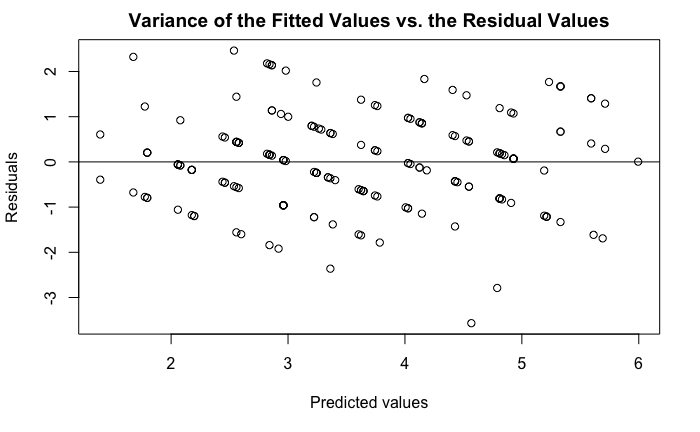 Variance of the Fitted Values vs. the Residual Values
Residuals
2
1
0
-1
-2
-3
2 3 4 5 6
Predicted values